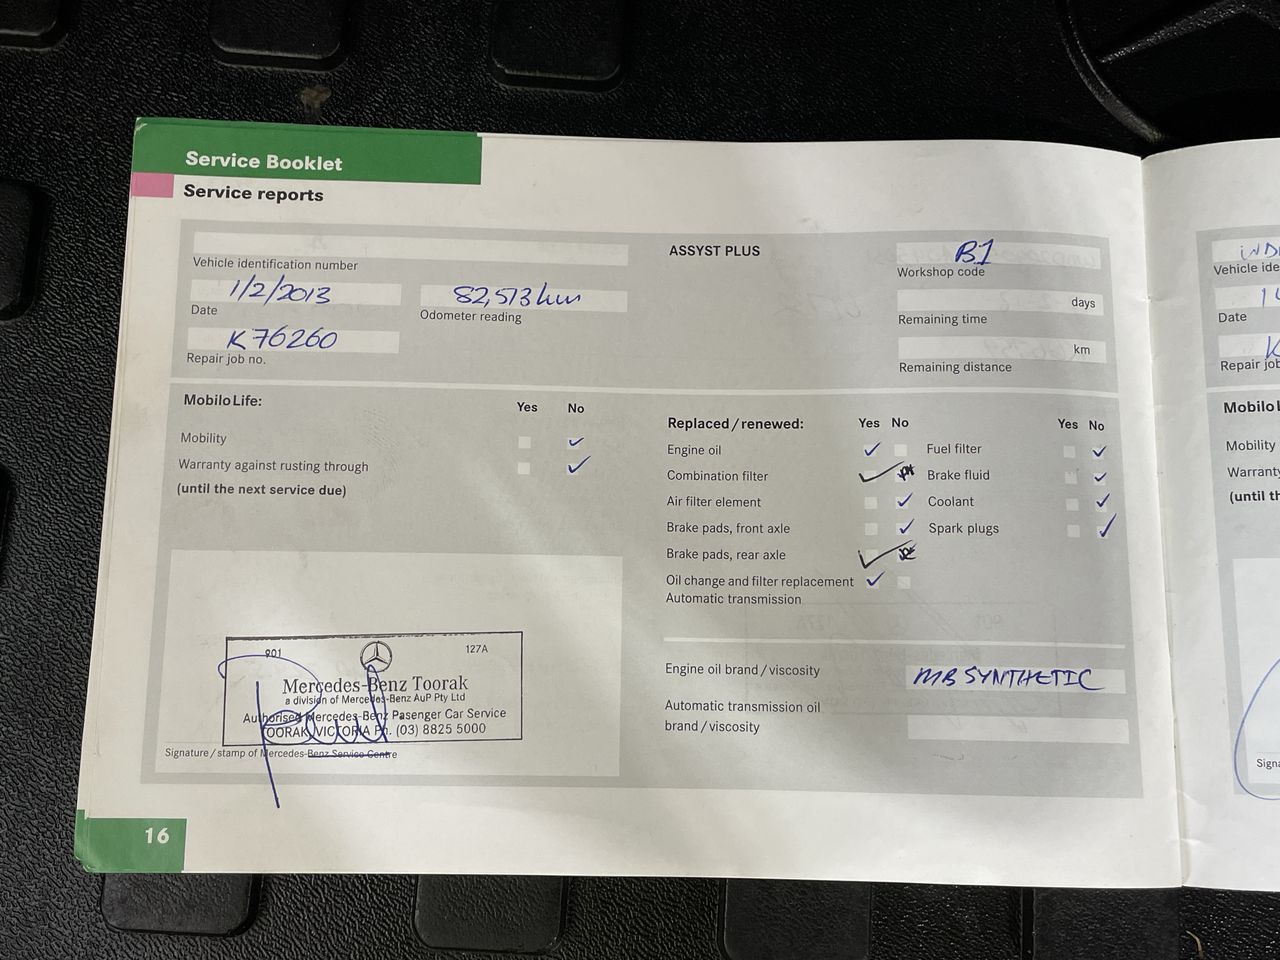 Service Booklet
Service reports
Vehicle identification number
1/2/2013
Date
82,513 km
Odometer reading
K 76260
Repair job no.
ASSYST PLUS
B1
Workshop code
days
Remaining time
km
Remaining distance
MobiloLife:
Yes No
Mobility
Warranty against rusting through
(until the next service due)
Replaced/renewed:
Yes No
Engine oil
Combination filter
Air filter element
Brake pads, front axle
Brake pads, rear axle
Oil change and filter replacement
Automatic transmission
Yes No
Fuel filter
Brake fluid
Coolant
Spark plugs
Engine oil brand/viscosity
MB SYNTHETIC
Automatic transmission oil
brand/viscosity
901
127A
Mercedes-Benz Toorak
a division of Mercedes-Benz AuP Pty Ltd
Authorised Mercedes-Benz Pasenger Car Service
TOORAK VICTORIA Ph. (03) 8825 5000
Signature/stamp of Mercedes-Benz Service Centre
16
Vehicle ide
Date
Repair job
Mobilo L
Mobility
Warranty
(until th
Signa